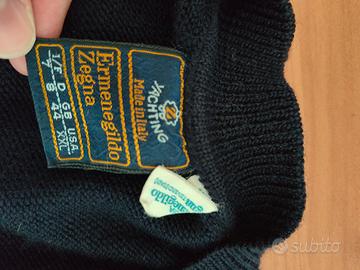 YACHTING
Made in Italy
Ermenegildo
Zegna
I/E D GB USA
7 8 44 XXL
subito